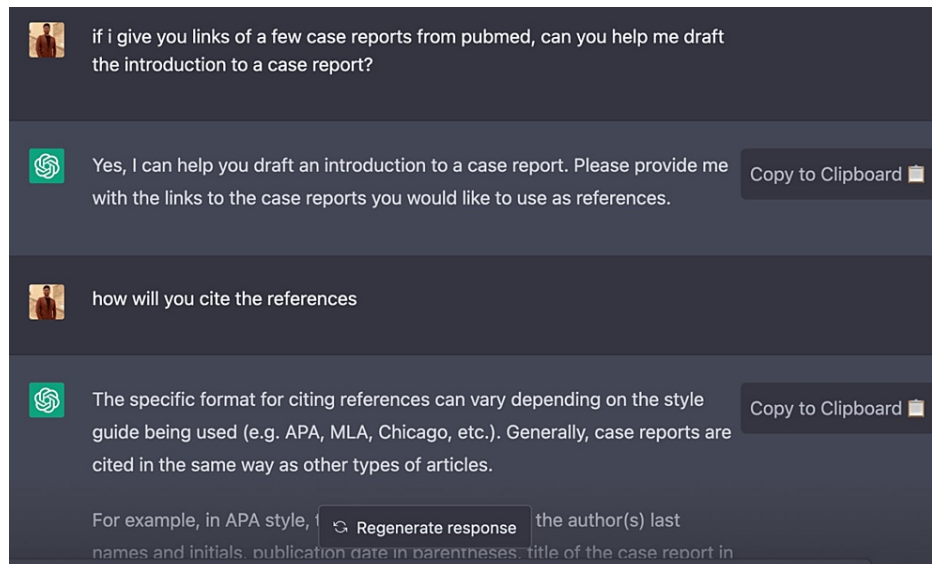 if i give you links of a few case reports from pubmed, can you help me draft
the introduction to a case report?
Yes, I can help you draft an introduction to a case report. Please provide me
with the links to the case reports you would like to use as references.
Copy to Clipboard 📋
how will you cite the references
The specific format for citing references can vary depending on the style
guide being used (e.g. APA, MLA, Chicago, etc.). Generally, case reports are
cited in the same way as other types of articles.
Copy to Clipboard 📋
For example, in APA style, the author(s) last
Regenerate response
names and initials, publication date in parentheses, title of the case report in